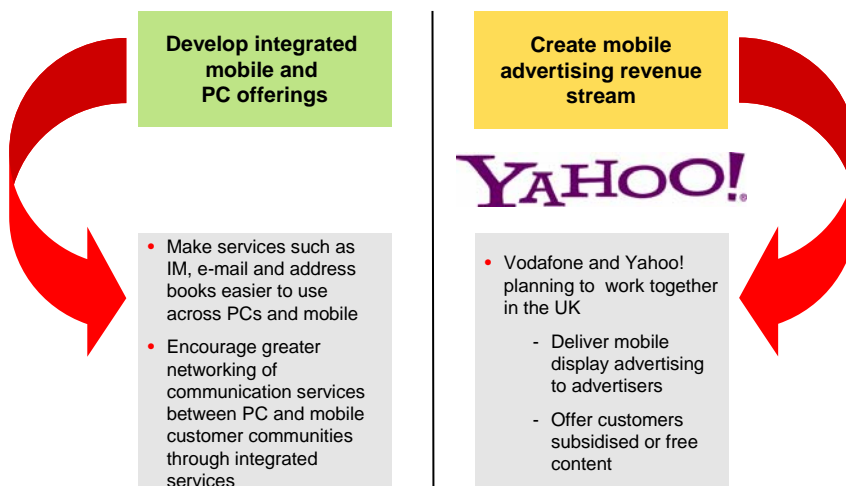 Develop integrated
mobile and
PC offerings
• Make services such as
IM, e-mail and address
books easier to use
across PCs and mobile
• Encourage greater
networking of
communication services
between PC and mobile
customer communities
through integrated
services
Create mobile
advertising revenue
stream
YAHOO!®
• Vodafone and Yahoo!
planning to work together
in the UK
- Deliver mobile
display advertising
to advertisers
- Offer customers
subsidised or free
content